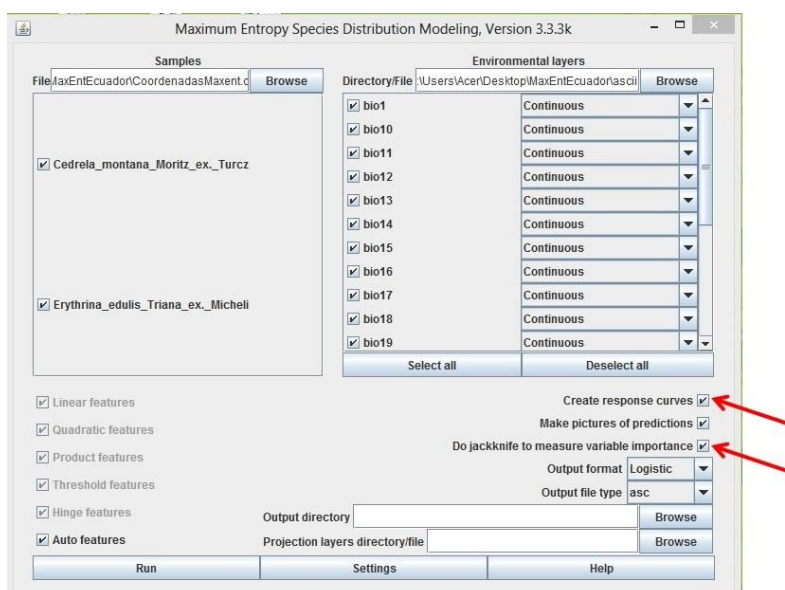 Maximum Entropy Species Distribution Modeling, Version 3.3.3k
Samples
File /laxEntEcuador\CoordenadasMaxent.c Browse
Environmental layers
Directory/File :\Users\Acer\Desktop\MaxEntEcuador\ascii Browse
Cedrela_montana_Moritz_ex._Turcz
Erythrina_edulis_Triana_ex._Micheli
bio1 Continuous
bio10 Continuous
bio11 Continuous
bio12 Continuous
bio13 Continuous
bio14 Continuous
bio15 Continuous
bio16 Continuous
bio17 Continuous
bio18 Continuous
bio19 Continuous
Select all Deselect all
Linear features
Quadratic features
Product features
Threshold features
Hinge features
Auto features
Create response curves
Make pictures of predictions
Do jackknife to measure variable importance
Output format Logistic
Output file type asc
Output directory Browse
Projection layers directory/file Browse
Run Settings Help